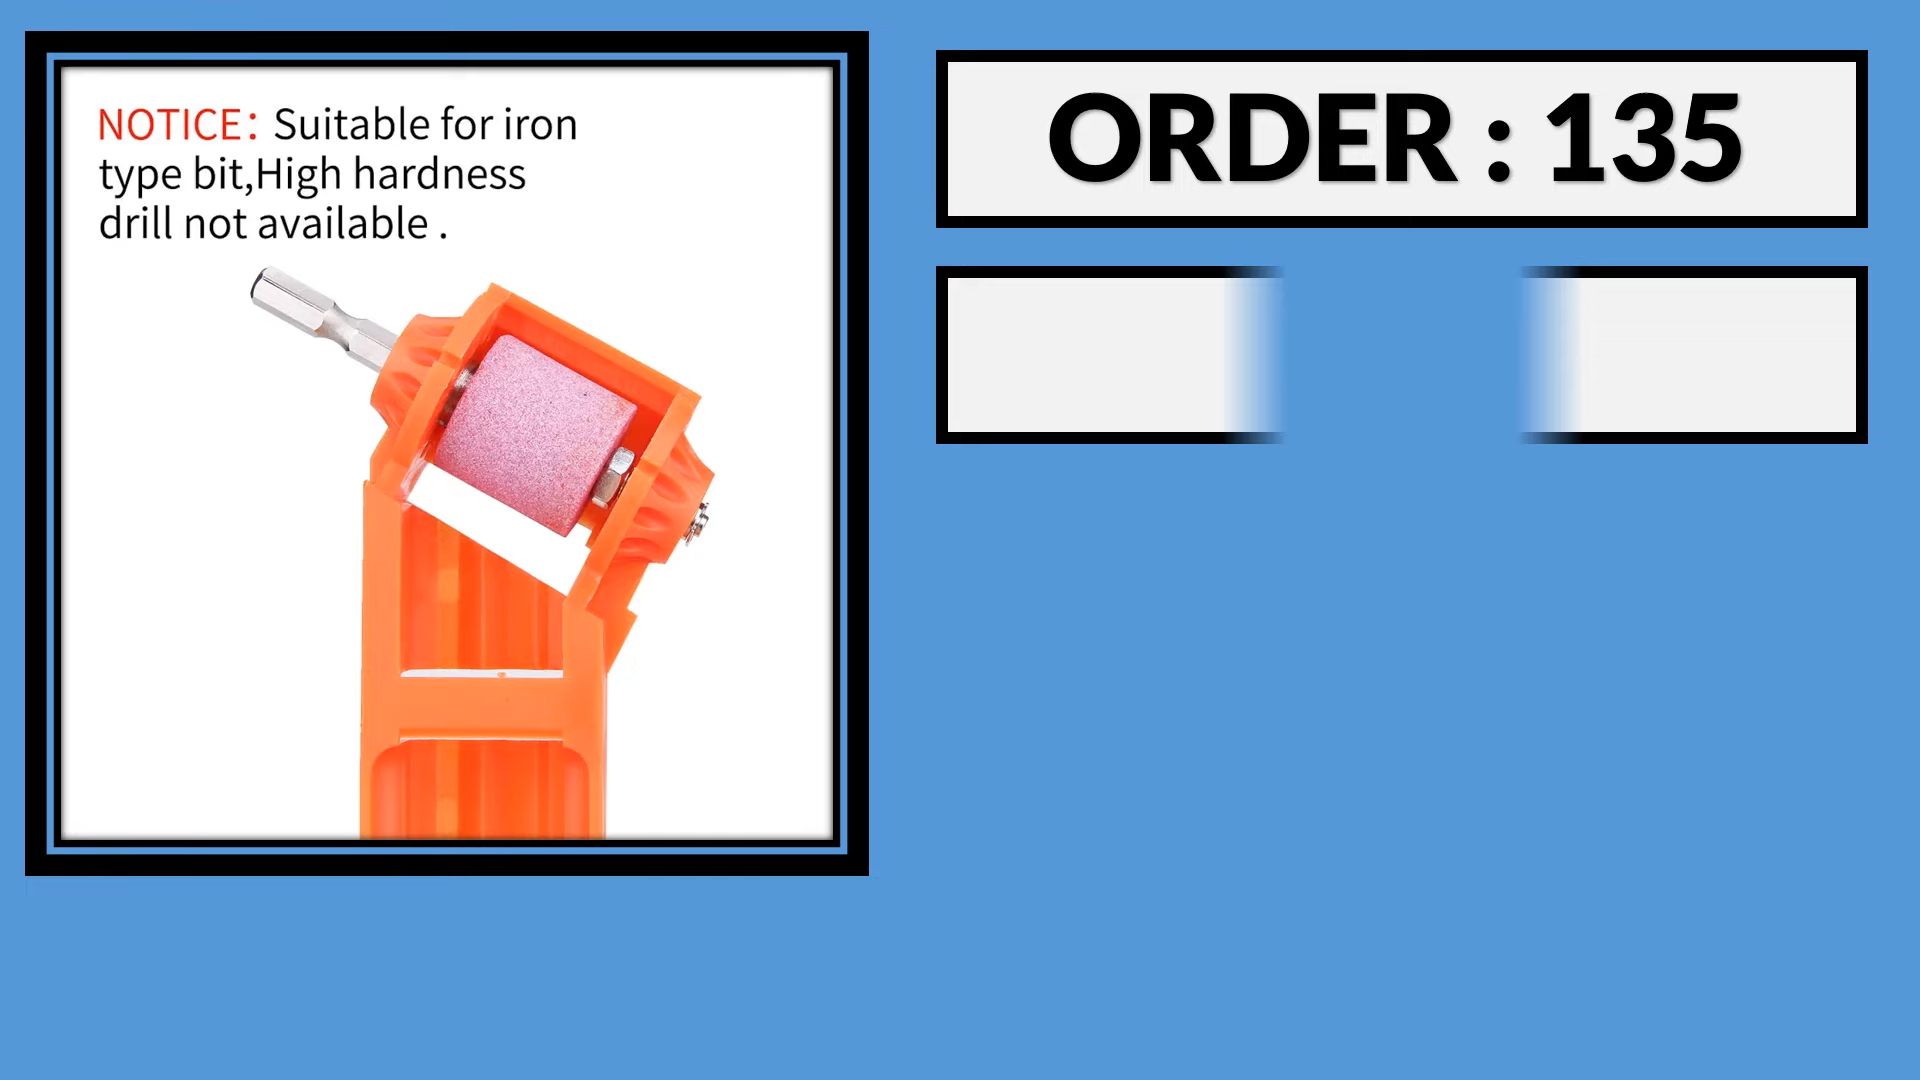 NOTICE: Suitable for iron
type bit,High hardness
drill not available .
ORDER : 135